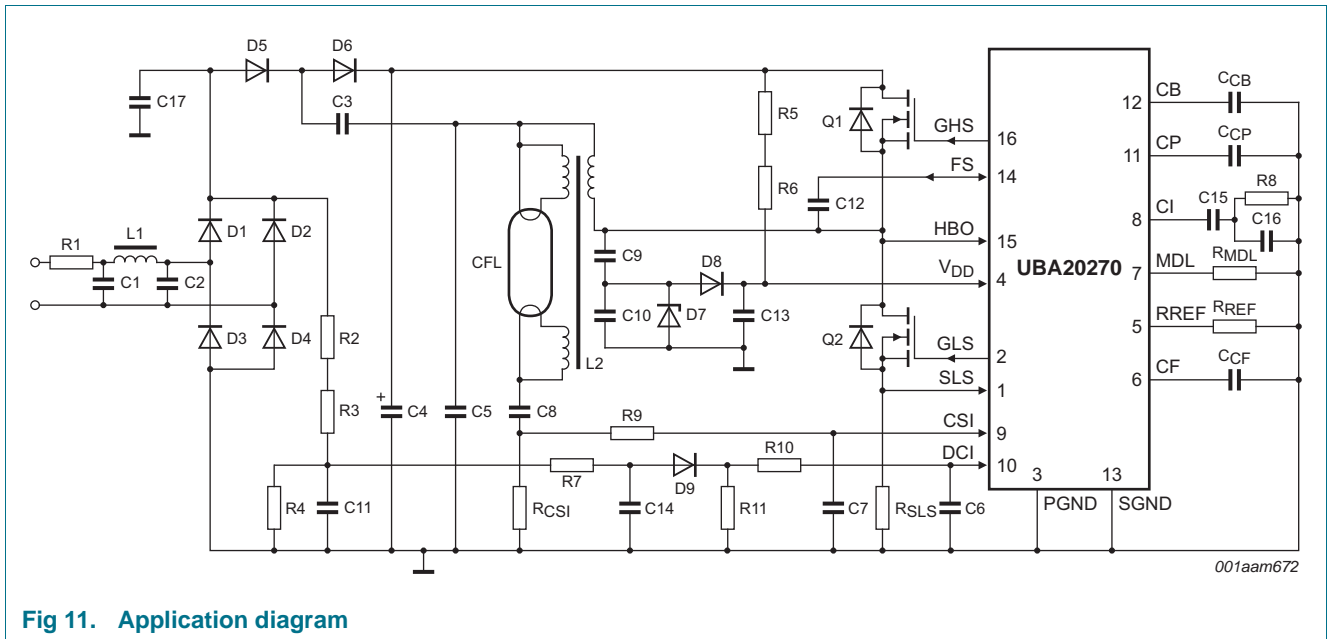 D5
D6
C17
C3
R5
Q1
GHS
16
12
CB
CCB
11
CP
CCP
R6
FS
14
C12
8
CI
C15
R8
C16
D1
D2
R1
L1
C1
C2
CFL
C9
HBO
15
UBA20270
7
MDL
RMDL
D8
VDD
4
C10
D7
C13
5
RREF
RREF
D3
D4
R2
Q2
GLS
2
6
CF
CCF
L2
SLS
1
R3
+
C4
C5
C8
R9
CSI
9
R10
DCI
10
R7
D9
3
13
PGND
SGND
R4
C11
RCSI
C14
R11
C7
RSLS
C6
001aam672
Fig 11. Application diagram